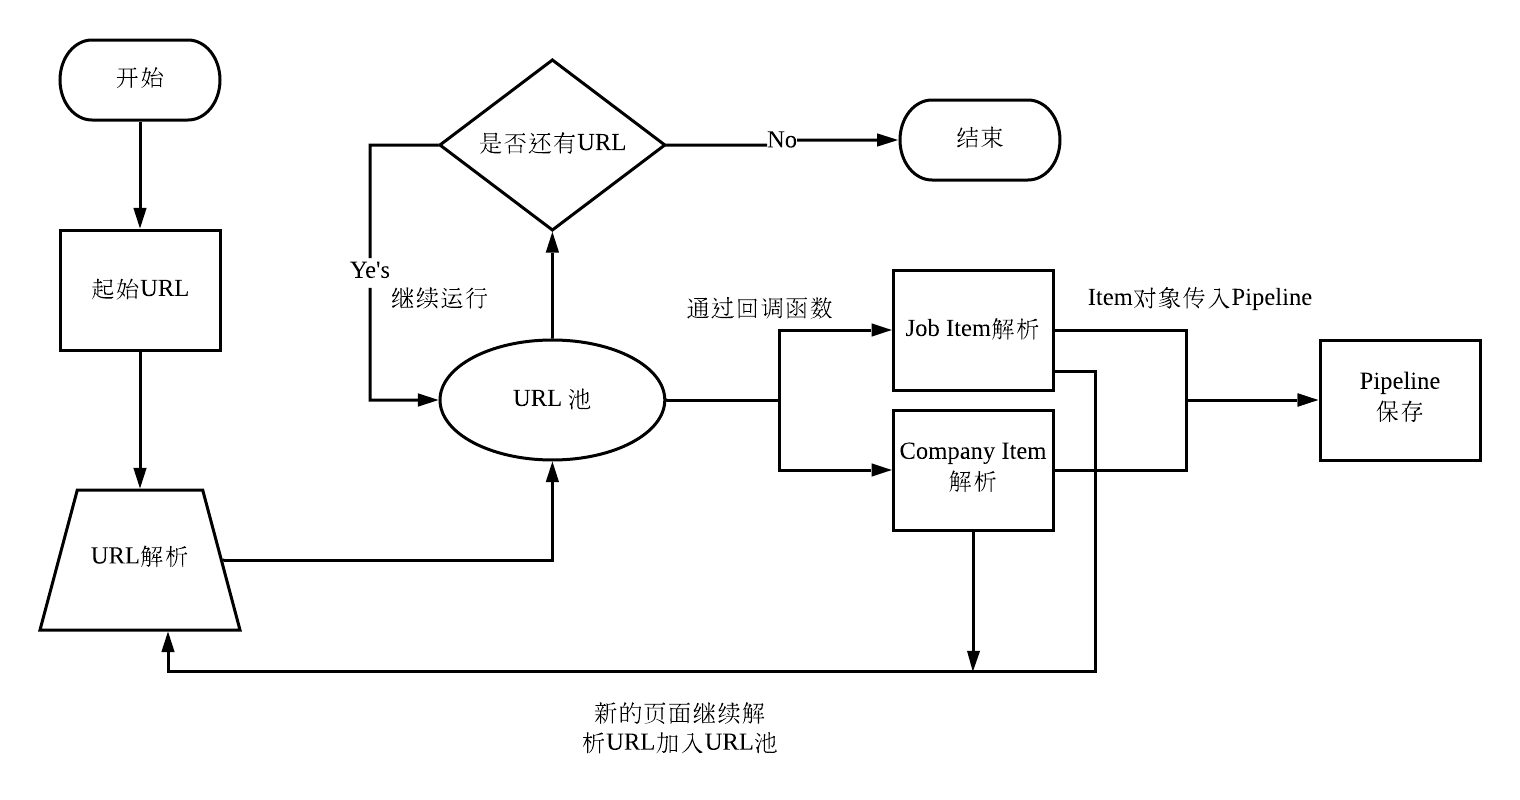 开始
是否还有URL
No
结束
起始URL
Ye's
继续运行
通过回调函数
Job Item解析
Item对象传入Pipeline
URL 池
Pipeline
保存
Company Item
解析
URL解析
新的页面继续解
析URL加入URL池